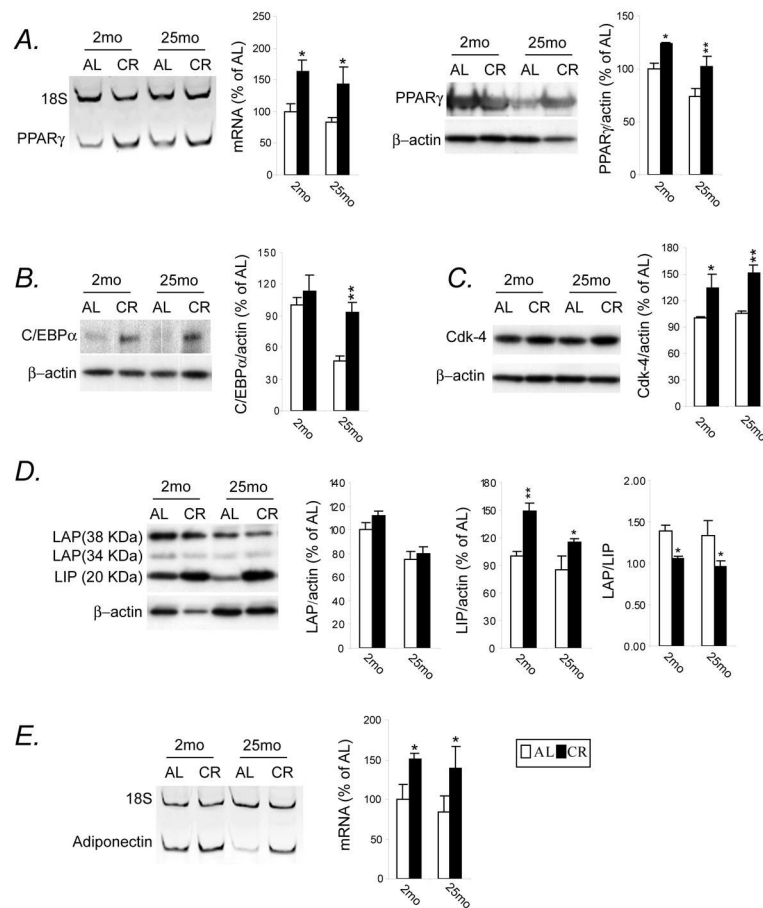 A.
2mo 25mo
AL CR AL CR
18S
PPARγ
mRNA (% of AL)
250
200
150
100
50
0
* *
2mo 25mo
2mo 25mo
AL CR AL CR
PPARγ
β–actin
PPARγ/actin (% of AL)
150
125
100
75
50
25
0
* **
2mo 25mo
B.
2mo 25mo
AL CR AL CR
C/EBPα
β–actin
C/EBPα/actin (% of AL)
150
120
90
60
30
0
**
2mo 25mo
C.
2mo 25mo
AL CR AL CR
Cdk-4
β–actin
Cdk-4/actin (% of AL)
180
150
120
90
60
30
0
* **
2mo 25mo
D.
2mo 25mo
AL CR AL CR
LAP(38 KDa)
LAP(34 KDa)
LIP (20 KDa)
β–actin
LAP/actin (% of AL)
140
120
100
80
60
40
20
0
2mo 25mo
LIP/actin (% of AL)
180
150
120
90
60
30
0
** *
2mo 25mo
LAP/LIP
2.00
1.50
1.00
0.50
0.00
* *
2mo 25mo
E.
2mo 25mo
AL CR AL CR
18S
Adiponectin
mRNA (% of AL)
200
150
100
50
0
* *
2mo 25mo
AL CR